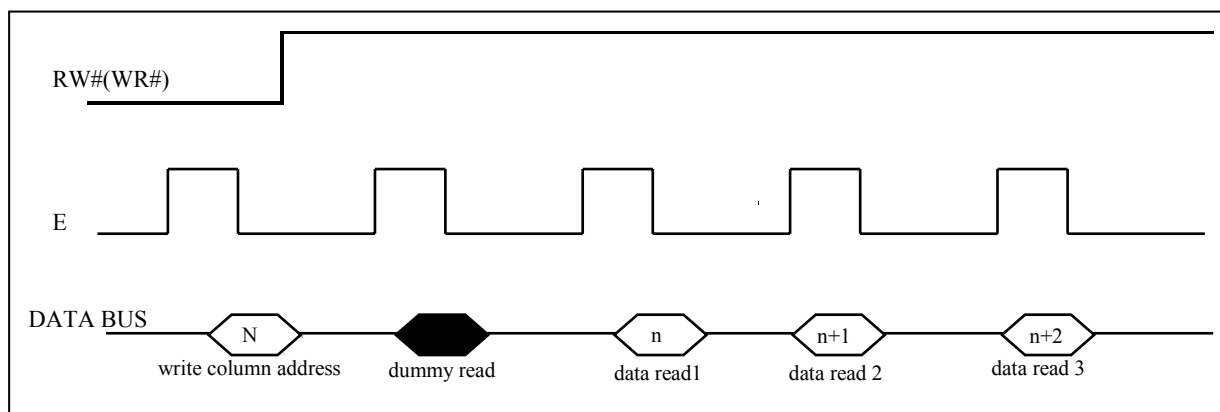 RW#(WR#)
E
DATA BUS
N
n
n+1
n+2
write column address
dummy read
data read1
data read 2
data read 3